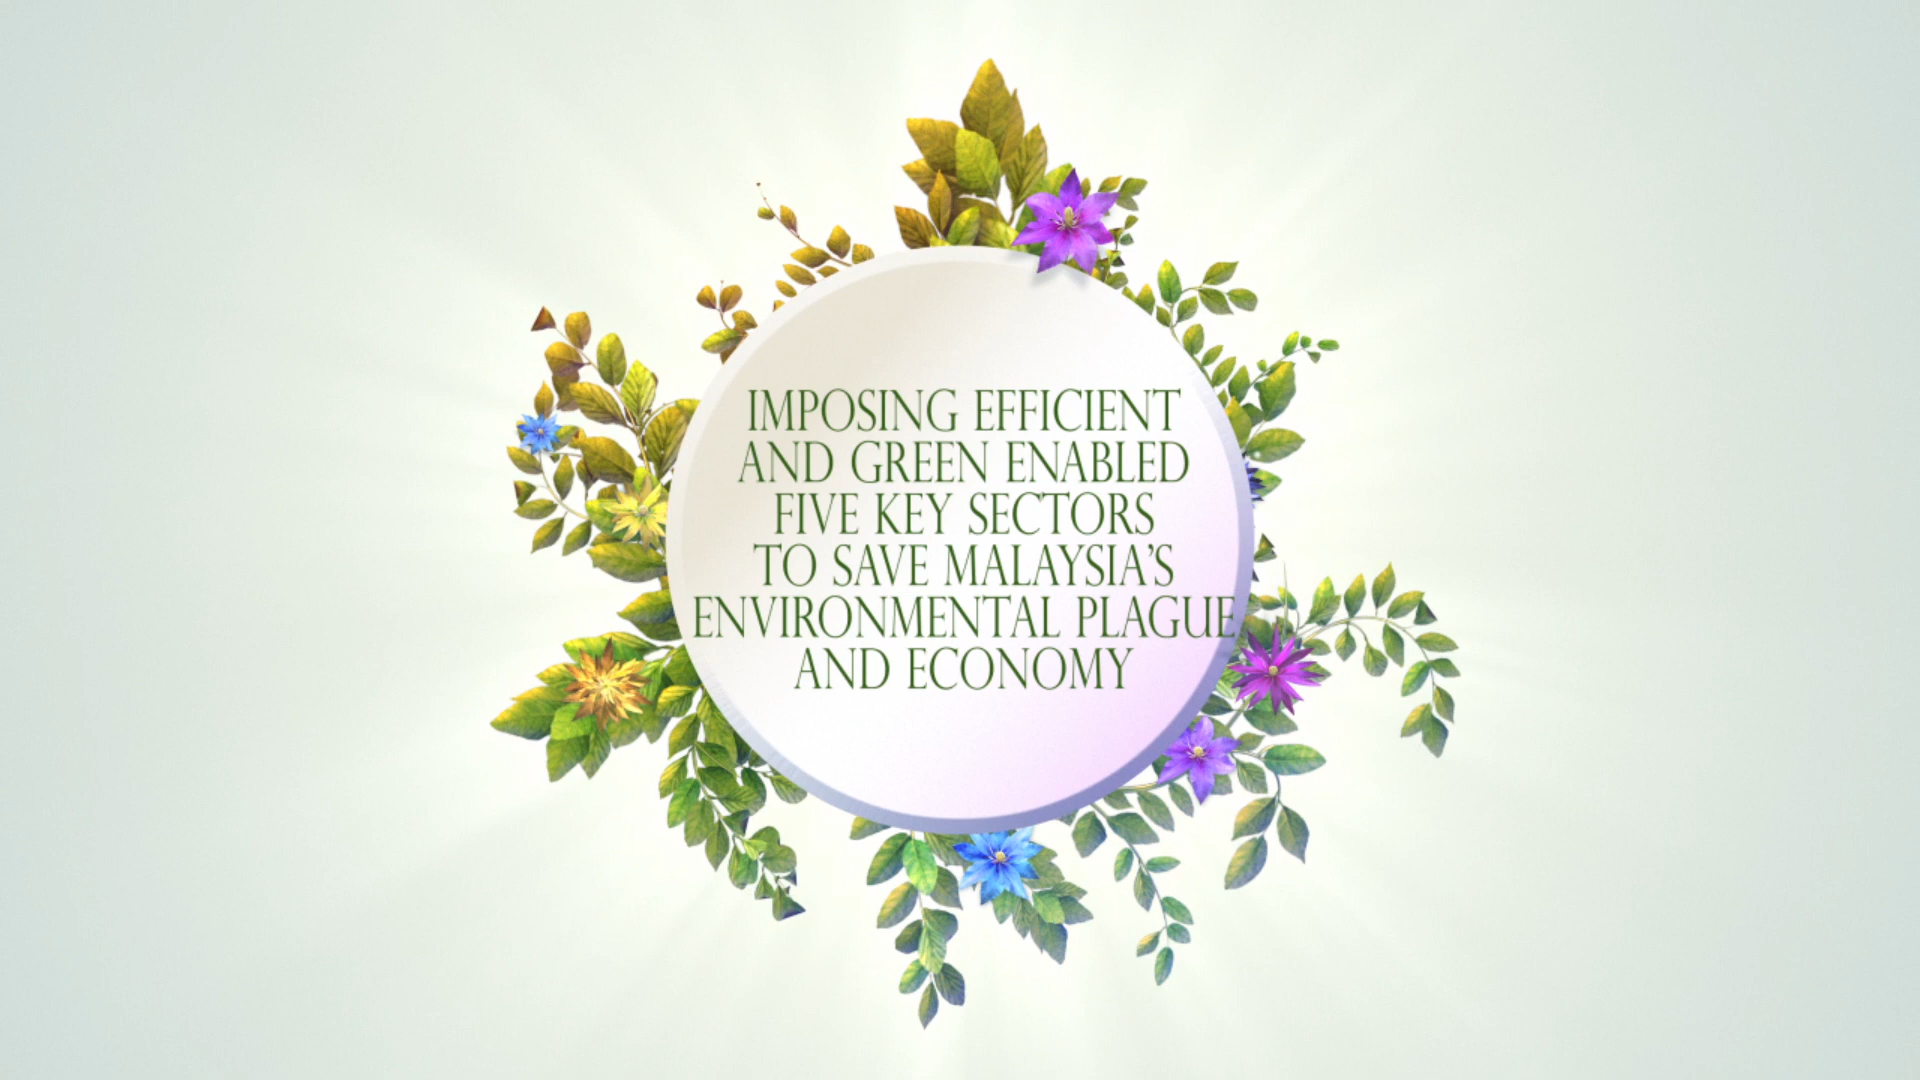 IMPOSING EFFICIENT
AND GREEN ENABLED
FIVE KEY SECTORS
TO SAVE MALAYSIA'S
ENVIRONMENTAL PLAGUE
AND ECONOMY